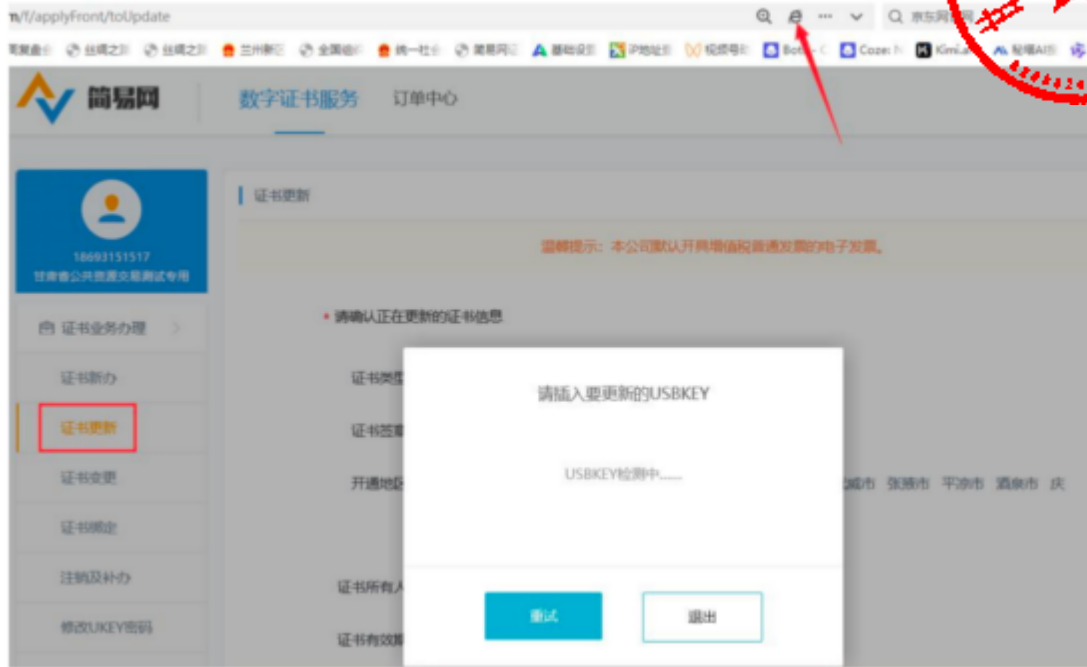 /f/applyFront/toUpdate
简易网 数字证书服务 订单中心
18693151517
甘肃省公共资源交易测试专用
证书更新
温馨提示：本公司默认开具增值税普通发票的电子发票。
* 请确认正在更新的证书信息
证书业务办理
证书新办
证书更新
证书变更
证书绑定
注销及补办
修改UKEY密码
证书类型
证书签章
开通地区
张掖市 平凉市 酒泉市 庆
证书所有人
证书有效期
请插入要更新的USBKEY
USBKEY检测中......
重试 退出